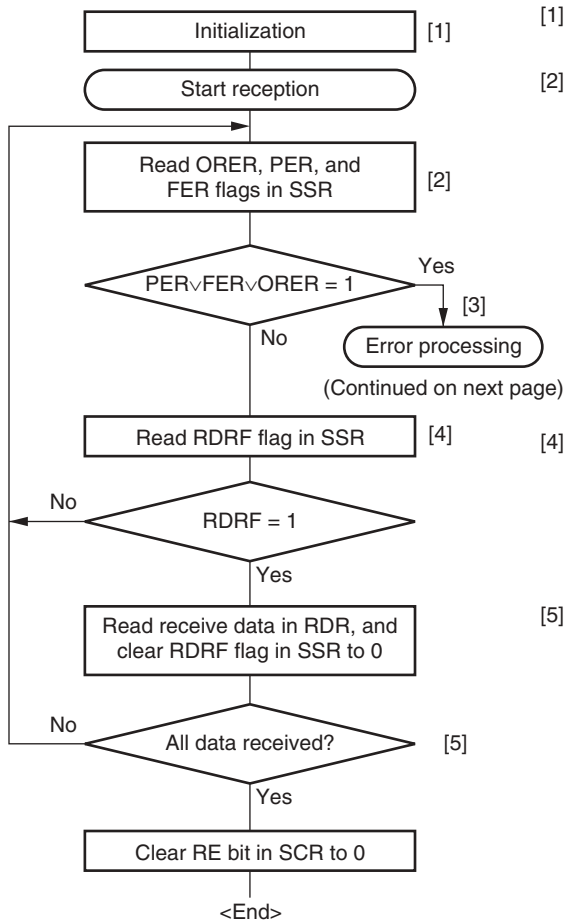 Initialization [1] [1]
Start reception [2]
Read ORER, PER, and
FER flags in SSR
[2]
PER∨FER∨ORER = 1
Yes
[3]
No
Error processing
(Continued on next page)
Read RDRF flag in SSR [4] [4]
No
RDRF = 1
Yes
Read receive data in RDR, and
clear RDRF flag in SSR to 0
[5]
No
All data received? [5]
Yes
Clear RE bit in SCR to 0
<End>